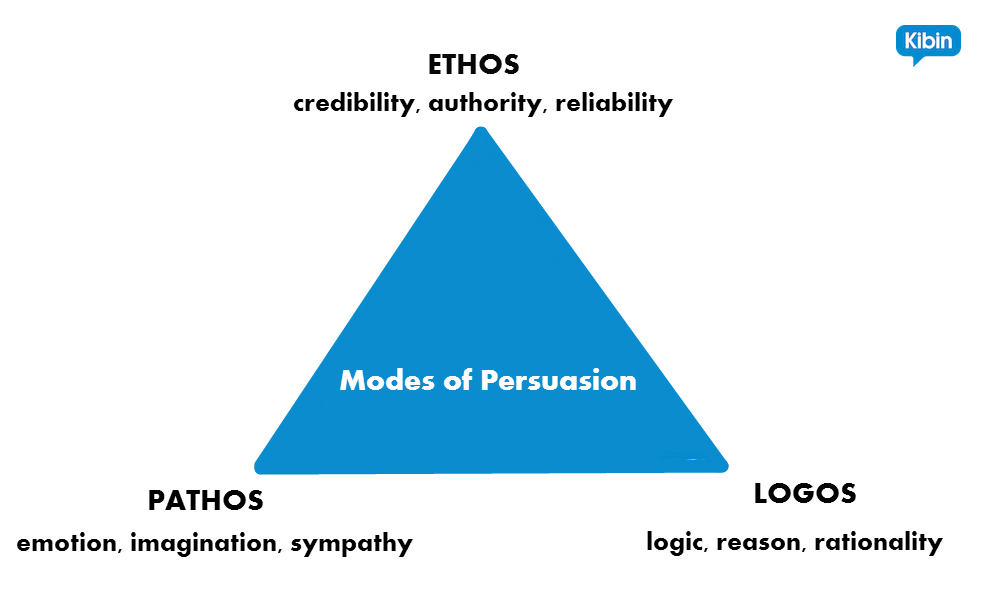 Kibin
ETHOS
credibility, authority, reliability
Modes of Persuasion
PATHOS
emotion, imagination, sympathy
LOGOS
logic, reason, rationality